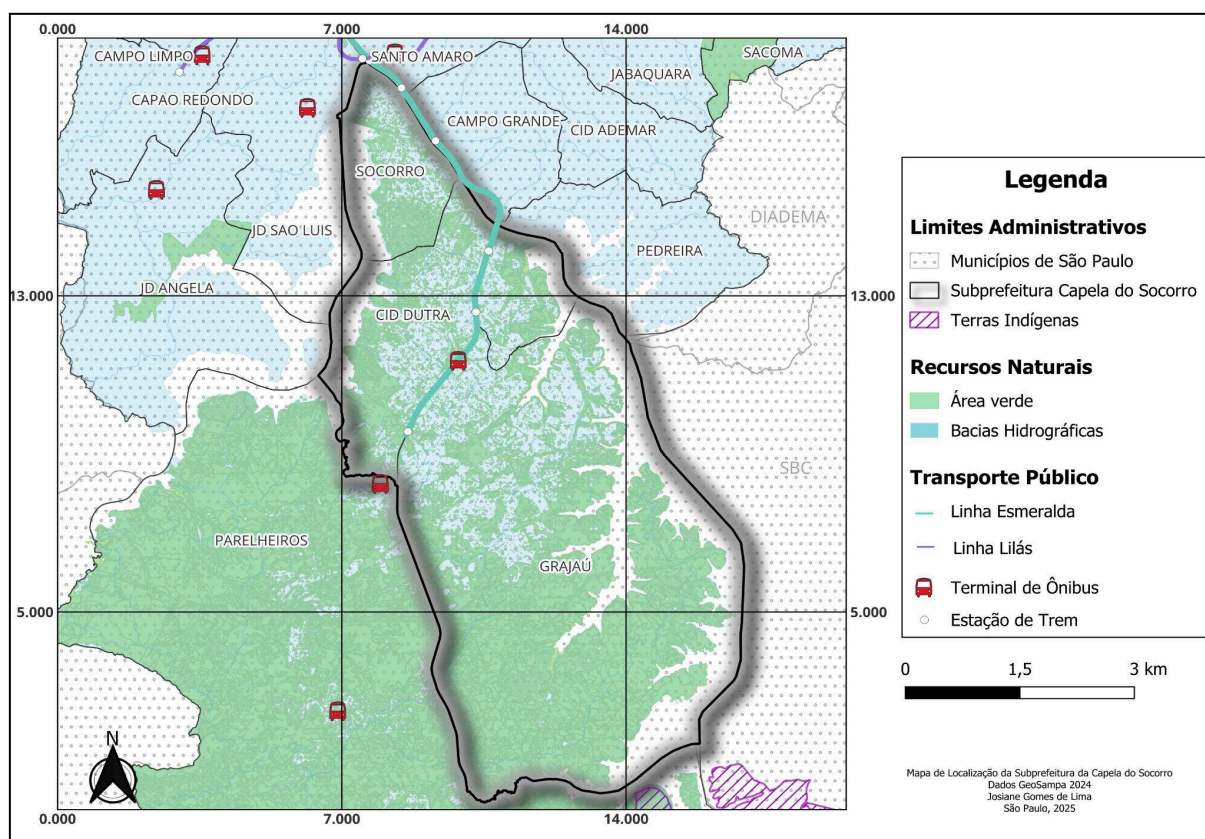 0.000
7.000
14.000
CAMPO LIMPO
SANTO AMARO
SACOMA
JABAQUARA
CAPAO REDONDO
CAMPO GRANDE
CID ADEMAR
SOCORRO
DIADEMA
JD SAO LUIS
PEDREIRA
JD ANGELA
13.000
13.000
CID DUTRA
SBC
PARELHEIROS
GRAJAÚ
5.000
5.000
N
0.000
7.000
14.000
Legenda
Limites Administrativos
Municípios de São Paulo
Subprefeitura Capela do Socorro
Terras Indígenas
Recursos Naturais
Área verde
Bacias Hidrográficas
Transporte Público
Linha Esmeralda
Linha Lilás
Terminal de Ônibus
Estação de Trem
0 1,5 3 km
Mapa de Localização da Subprefeitura da Capela do Socorro
Dados GeoSampa 2024
Josiane Gomes de Lima
São Paulo, 2025